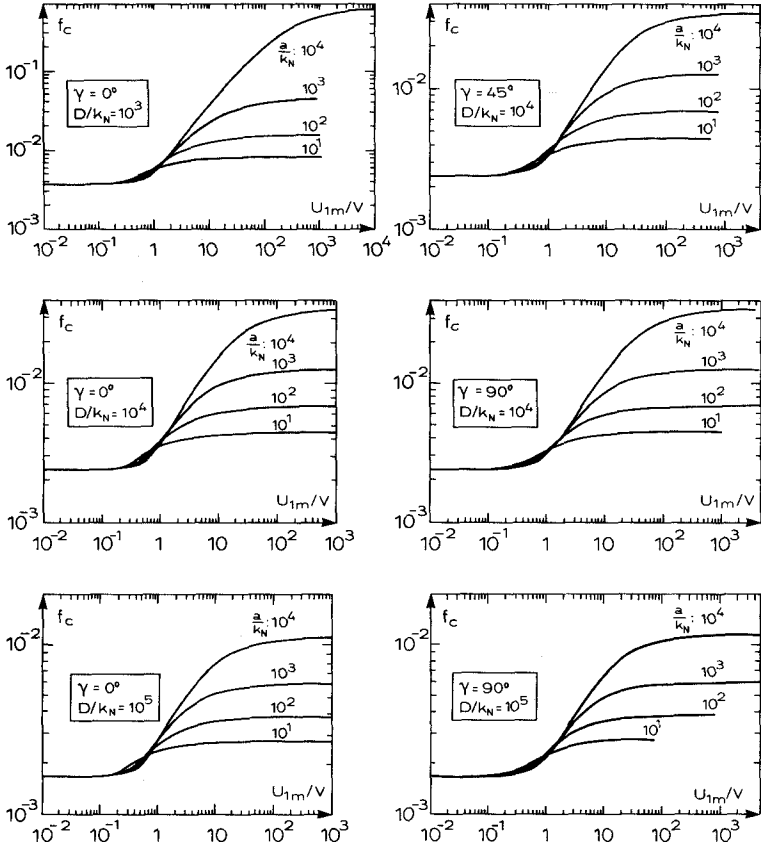 f_c
a/k_N : 10^4
10^3
10^2
10^1
γ = 0°
D/k_N = 10^3
10^-1
10^-2
10^-3
U_1m/V
10^-2 10^-1 1 10 10^2 10^3 10^4
f_c
a/k_N : 10^4
10^3
10^2
10^1
γ = 45°
D/k_N = 10^4
10^-2
10^-3
U_1m/V
10^-2 10^-1 1 10 10^2 10^3
f_c
a/k_N : 10^4
10^3
10^2
10^1
γ = 0°
D/k_N = 10^4
10^-2
10^-3
U_1m/V
10^-2 10^-1 1 10 10^2 10^3
f_c
a/k_N : 10^4
10^3
10^2
10^1
γ = 90°
D/k_N = 10^4
10^-2
10^-3
U_1m/V
10^-2 10^-1 1 10 10^2 10^3
f_c
a/k_N : 10^4
10^3
10^2
10^1
γ = 0°
D/k_N = 10^5
10^-2
10^-3
U_1m/V
10^-2 10^-1 1 10 10^2 10^3
f_c
a/k_N : 10^4
10^3
10^2
10^1
γ = 90°
D/k_N = 10^5
10^-2
10^-3
U_1m/V
10^-2 10^-1 1 10 10^2 10^3